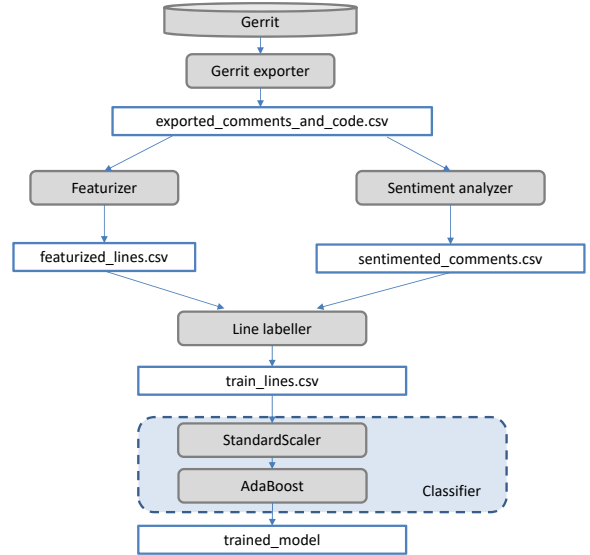 Gerrit
Gerrit exporter
exported_comments_and_code.csv
Featurizer
Sentiment analyzer
featurized_lines.csv
sentimented_comments.csv
Line labeller
train_lines.csv
StandardScaler
AdaBoost
Classifier
trained_model